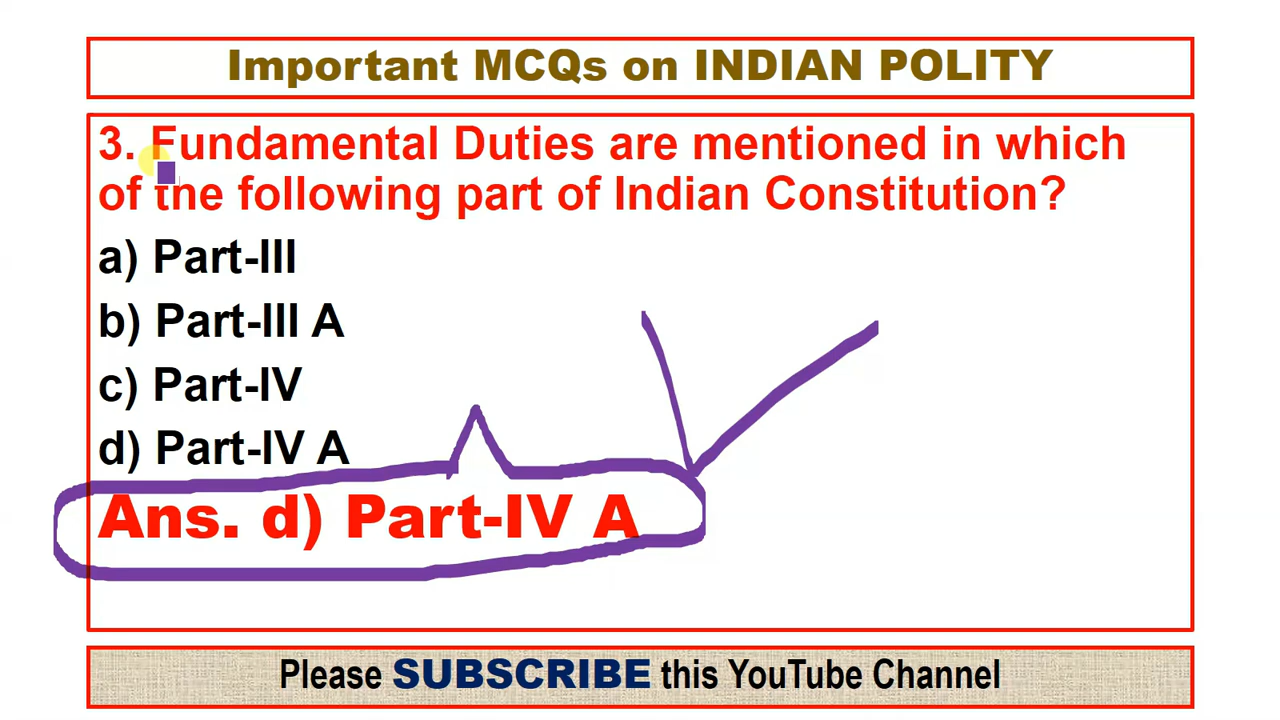 Important MCQs on INDIAN POLITY
3. Fundamental Duties are mentioned in which
of the following part of Indian Constitution?
a) Part-III
b) Part-III A
c) Part-IV
d) Part-IV A
Ans. d) Part-IV A
Please SUBSCRIBE this YouTube Channel